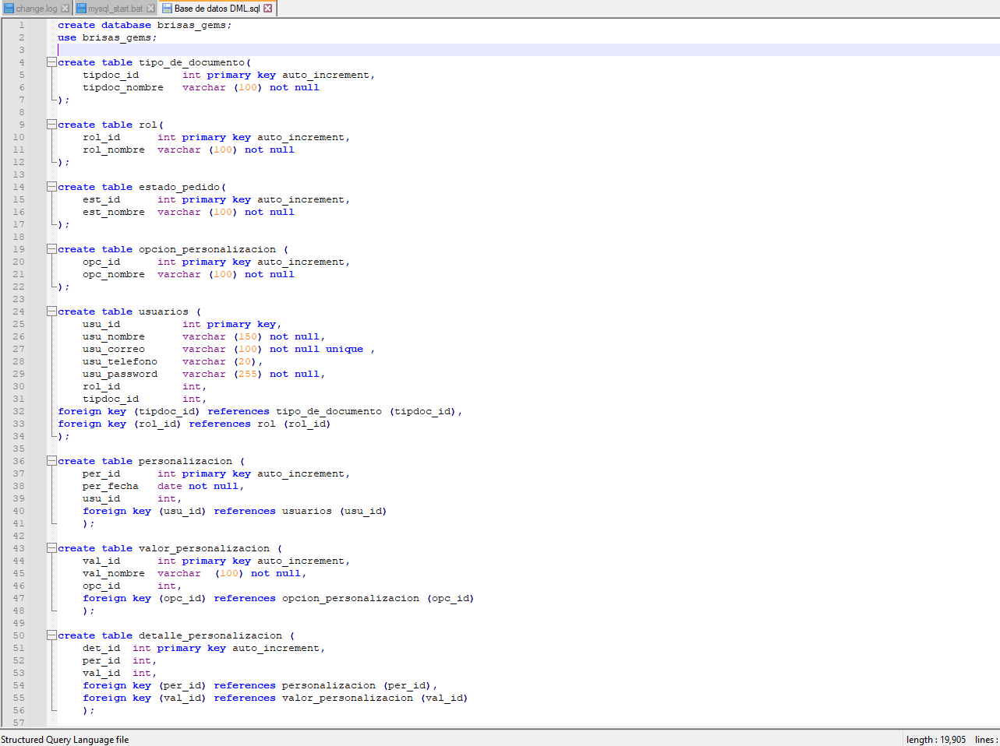 change.log mysql_start.bat Base de datos DML.sql
1 create database brisas_gems;
2 use brisas_gems;
3
4 create table tipo_de_documento(
5 tipdoc_id int primary key auto_increment,
6 tipdoc_nombre varchar (100) not null
7 );
8
9 create table rol(
10 rol_id int primary key auto_increment,
11 rol_nombre varchar (100) not null
12 );
13
14 create table estado_pedido(
15 est_id int primary key auto_increment,
16 est_nombre varchar (100) not null
17 );
18
19 create table opcion_personalizacion (
20 opc_id int primary key auto_increment,
21 opc_nombre varchar (100) not null
22 );
23
24 create table usuarios (
25 usu_id int primary key,
26 usu_nombre varchar (150) not null,
27 usu_correo varchar (100) not null unique ,
28 usu_telefono varchar (20),
29 usu_password varchar (255) not null,
30 rol_id int,
31 tipdoc_id int,
32 foreign key (tipdoc_id) references tipo_de_documento (tipdoc_id),
33 foreign key (rol_id) references rol (rol_id)
34 );
35
36 create table personalizacion (
37 per_id int primary key auto_increment,
38 per_fecha date not null,
39 usu_id int,
40 foreign key (usu_id) references usuarios (usu_id)
41 );
42
43 create table valor_personalizacion (
44 val_id int primary key auto_increment,
45 val_nombre varchar (100) not null,
46 opc_id int,
47 foreign key (opc_id) references opcion_personalizacion (opc_id)
48 );
49
50 create table detalle_personalizacion (
51 det_id int primary key auto_increment,
52 per_id int,
53 val_id int,
54 foreign key (per_id) references personalizacion (per_id),
55 foreign key (val_id) references valor_personalizacion (val_id)
56 );
57
Structured Query Language file length : 19,905 lines :